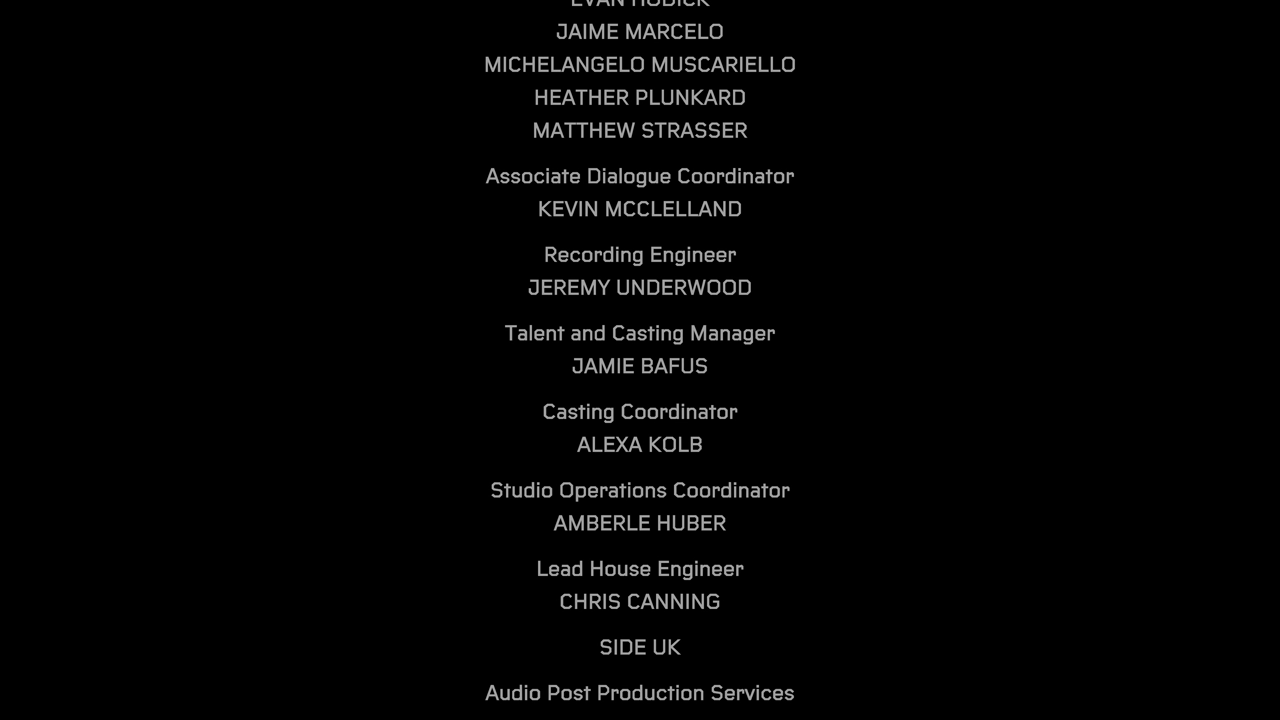 JAIME MARCELO
MICHELANGELO MUSCARIELLO
HEATHER PLUNKARD
MATTHEW STRASSER
Associate Dialogue Coordinator
KEVIN MCCLELLAND
Recording Engineer
JEREMY UNDERWOOD
Talent and Casting Manager
JAMIE BAFUS
Casting Coordinator
ALEXA KOLB
Studio Operations Coordinator
AMBERLE HUBER
Lead House Engineer
CHRIS CANNING
SIDE UK
Audio Post Production Services